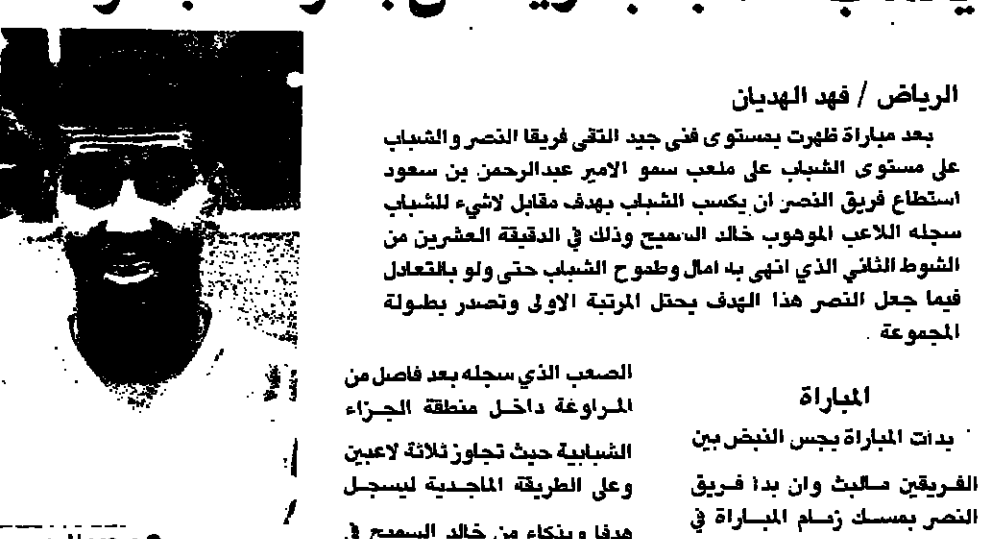 الرياض / فهد الهديان
بعد مباراة ظهرت بمستوى فني جيد التقى فريقا النصر والشباب
على مستوى الشباب على ملعب سمو الامير عبدالرحمن بن سعود
استطاع فريق النصر ان يكسب الشباب بهدف مقابل لاشيء للشباب
سجله اللاعب الموهوب خالد السميح وذلك في الدقيقة العشرين من
الشوط الثاني الذي انهى به امال وطموح الشباب حتى ولو بالتعادل
فيما جعل النصر هذا الهدف يحتل المرتبة الاولى وتصدر بطولة
المجموعة .
المباراة
بدأت المباراة بجس النبض بين
الفريقين مالبث وان بدأ فريق
النصر بمسك زمام المباراة في
الصعب الذي سجله بعد فاصل من
المراوغة داخل منطقة الجزاء
الشبابية حيث تجاوز ثلاثة لاعبين
وعلى الطريقة الماجدية ليسجل
هدفا وبذكاء من خالد السميح في